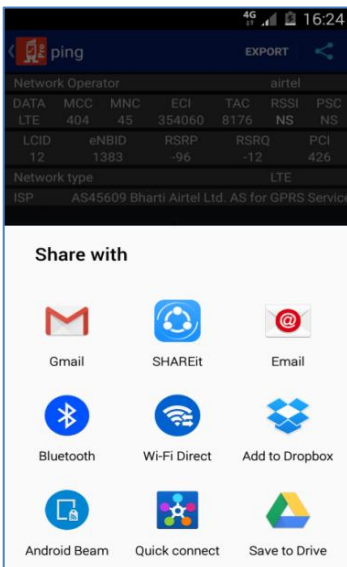 4G 16:24
ping EXPORT
Network Operator airtel
DATA MCC MNC ECI TAC RSSI PSC
LTE 404 45 354060 8176 NS NS
LCID eNBID RSRP RSRQ PCI
12 1383 -96 -12 426
Network type LTE
ISP AS45609 Bharti Airtel Ltd. AS for GPRS Service
Share with
Gmail SHAREit Email
Bluetooth Wi-Fi Direct Add to Dropbox
Android Beam Quick connect Save to Drive